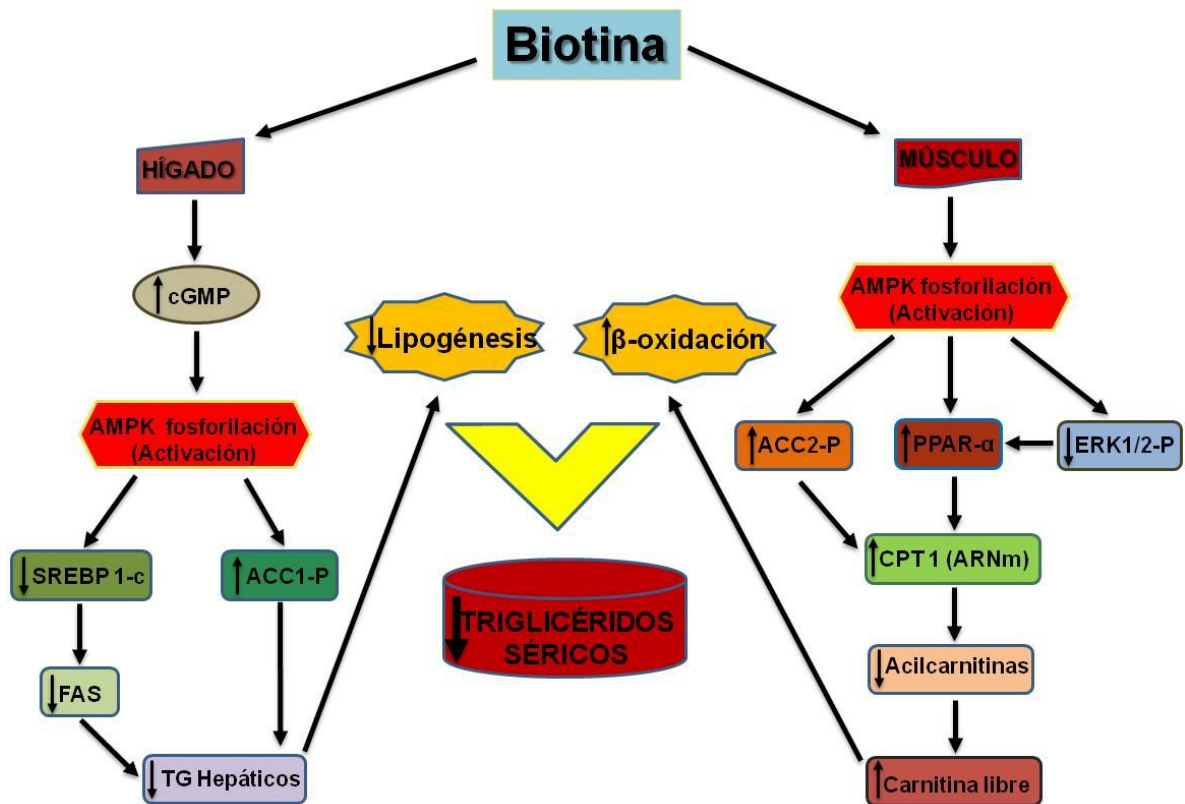 Biotina
HÍGADO
MÚSCULO
↑cGMP
AMPK fosforilación
(Activación)
↓Lipogénesis
↑β-oxidación
AMPK fosforilación
(Activación)
↑ACC2-P
↑PPAR-α
↓ERK1/2-P
↓SREBP 1-c
↑ACC1-P
↑CPT 1 (ARNm)
↓TRIGLICÉRIDOS
SÉRICOS
↓FAS
↓Acilcarnitinas
↓TG Hepáticos
↑Carnitina libre